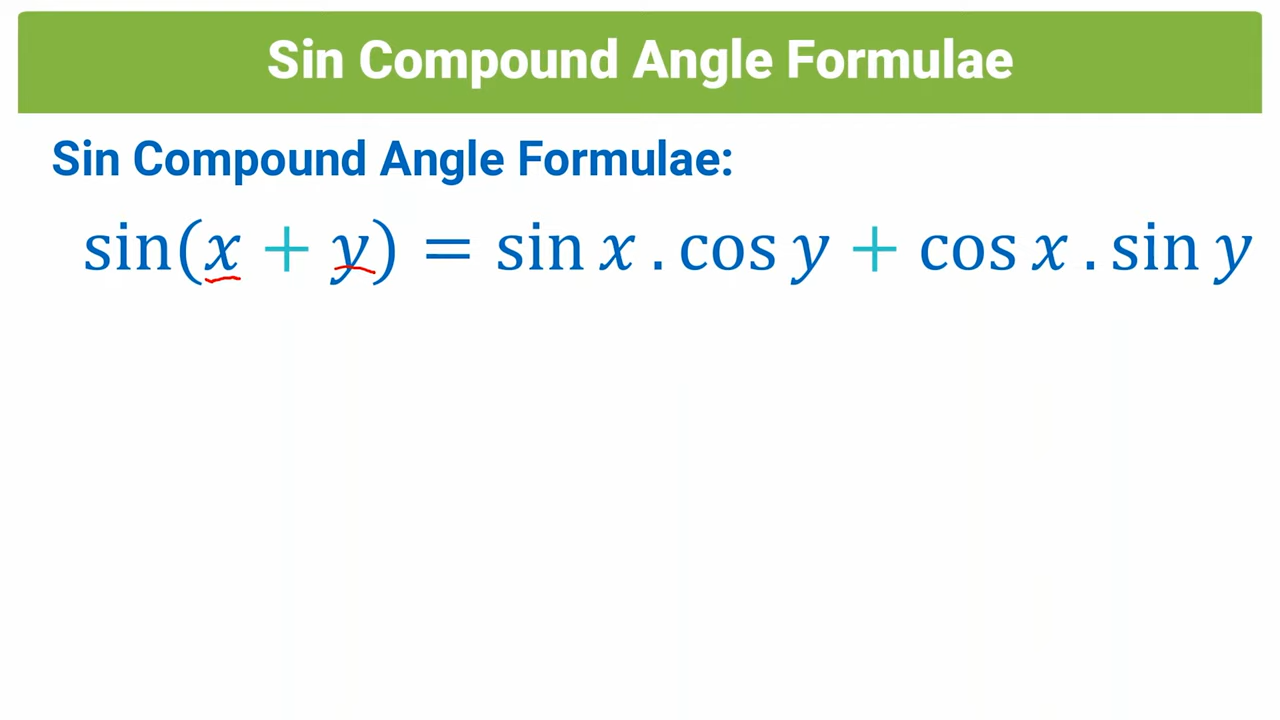 Sin Compound Angle Formulae
Sin Compound Angle Formulae:
sin(x + y) = sin x . cos y + cos x . sin y